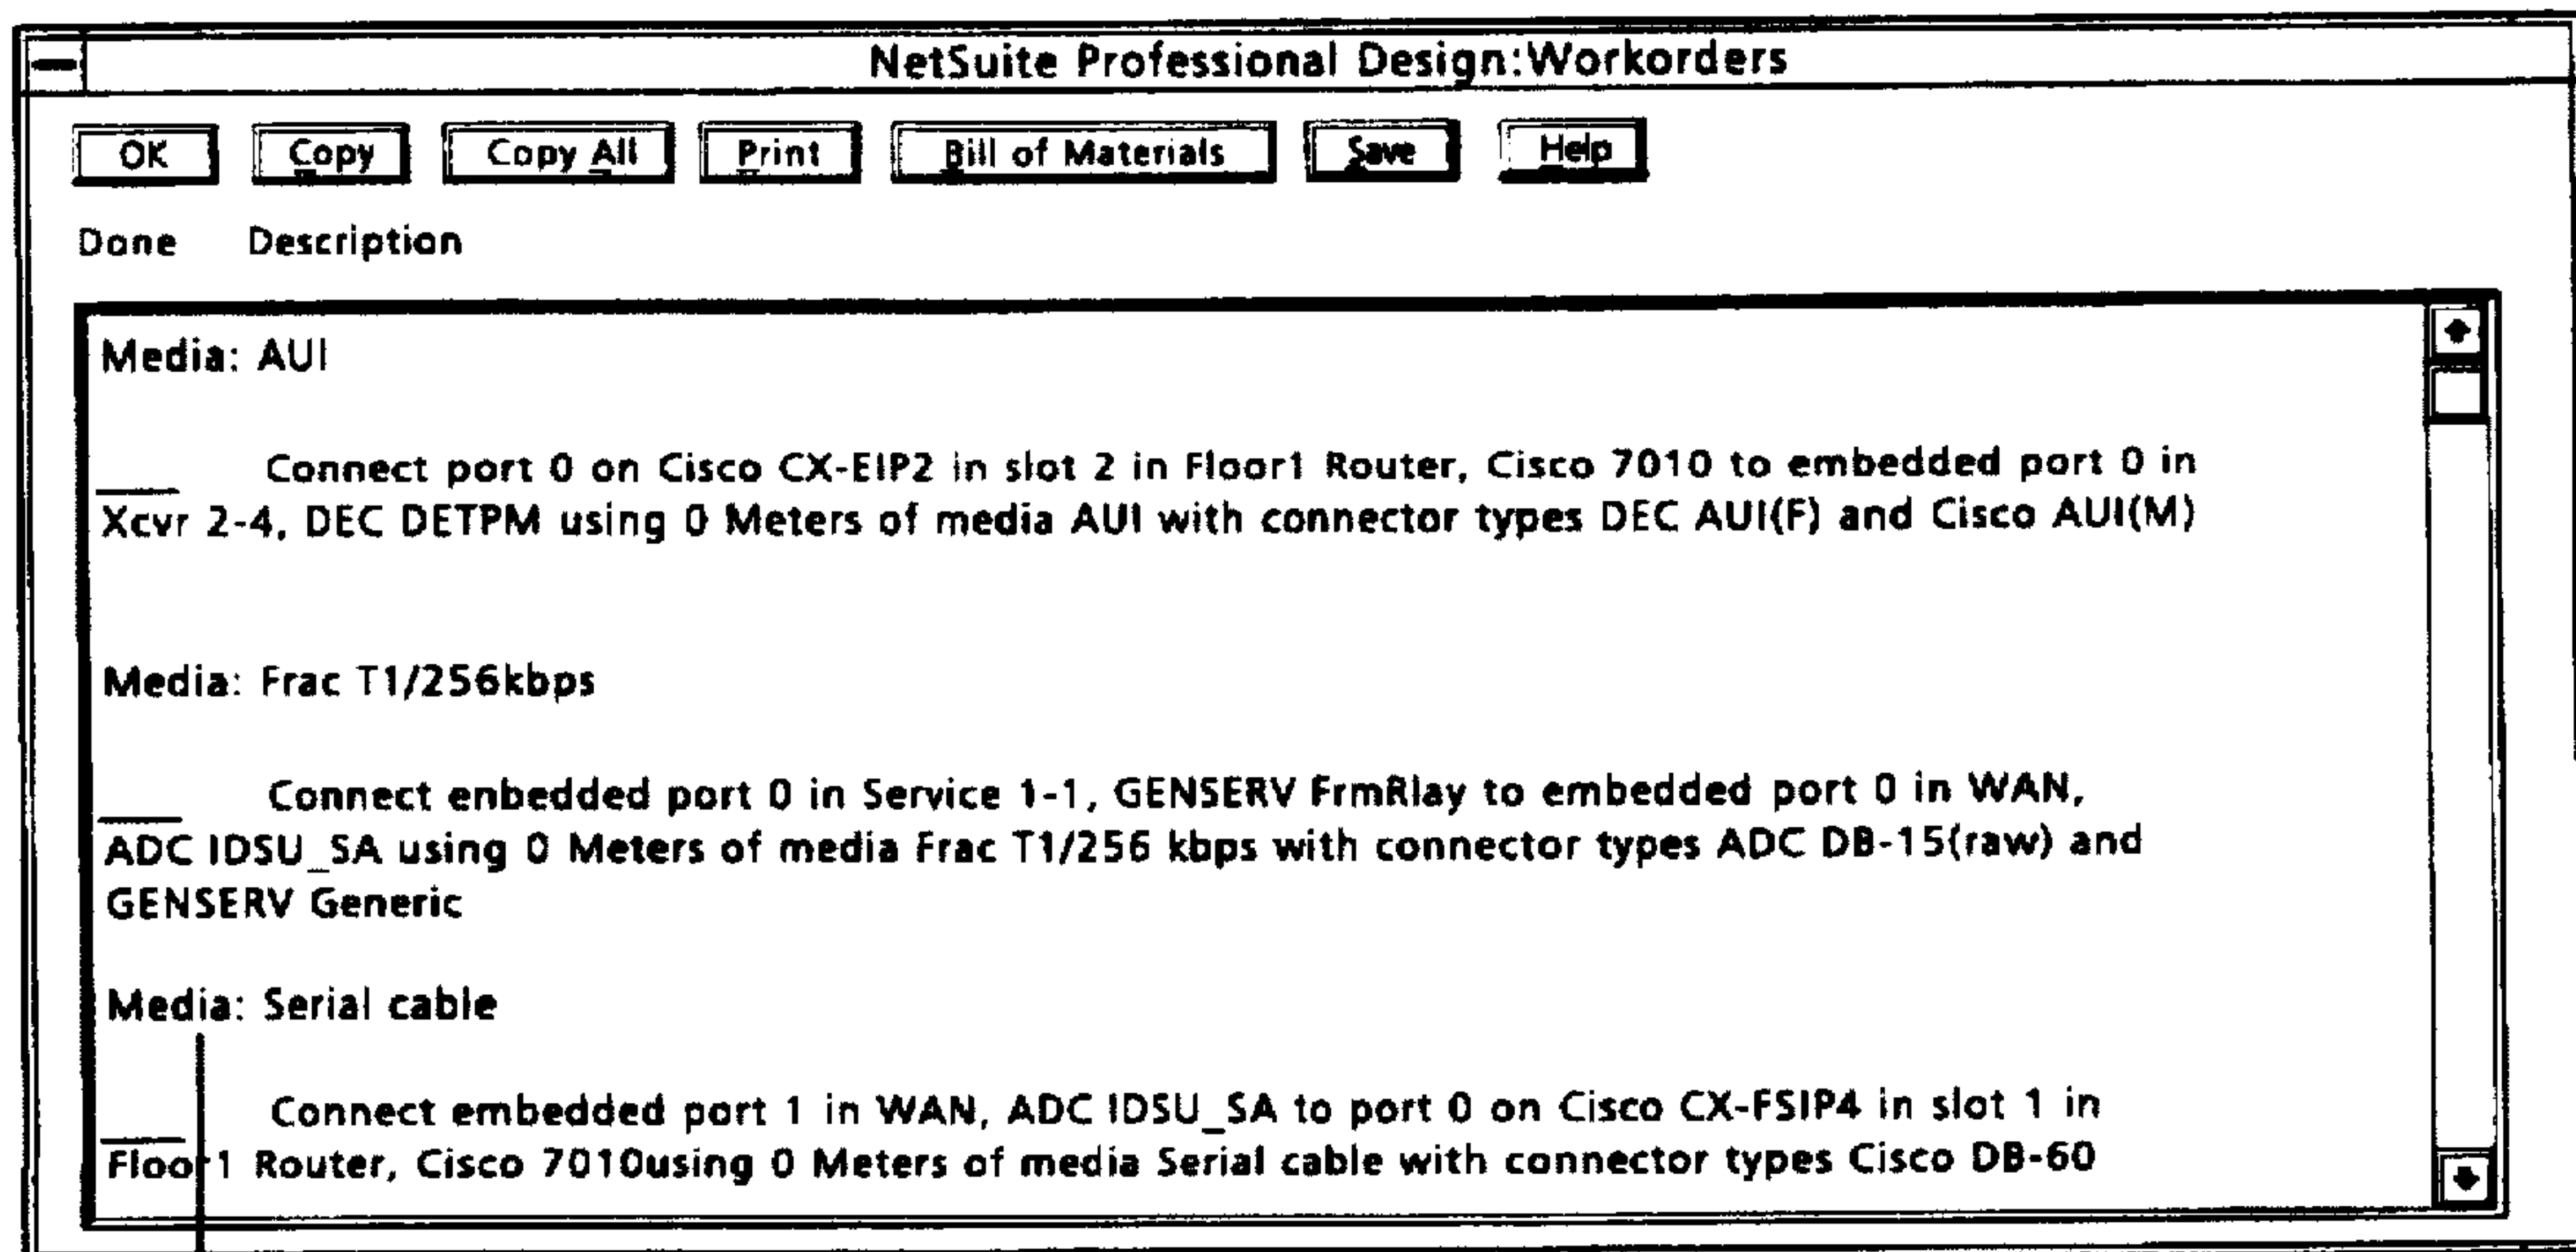 NetSuite Professional Design:Workorders
OK Copy Copy All Print Bill of Materials Save Help
Done Description
Media: AUI
___ Connect port 0 on Cisco CX-EIP2 in slot 2 in Floor1 Router, Cisco 7010 to embedded port 0 in
Xcvr 2-4, DEC DETPM using 0 Meters of media AUI with connector types DEC AUI(F) and Cisco AUI(M)
Media: Frac T1/256kbps
___ Connect enbedded port 0 in Service 1-1, GENSERV FrmRlay to embedded port 0 in WAN,
ADC IDSU_SA using 0 Meters of media Frac T1/256 kbps with connector types ADC DB-15(raw) and
GENSERV Generic
Media: Serial cable
___ Connect embedded port 1 in WAN, ADC IDSU_SA to port 0 on Cisco CX-FSIP4 in slot 1 in
Floor1 Router, Cisco 7010using 0 Meters of media Serial cable with connector types Cisco DB-60